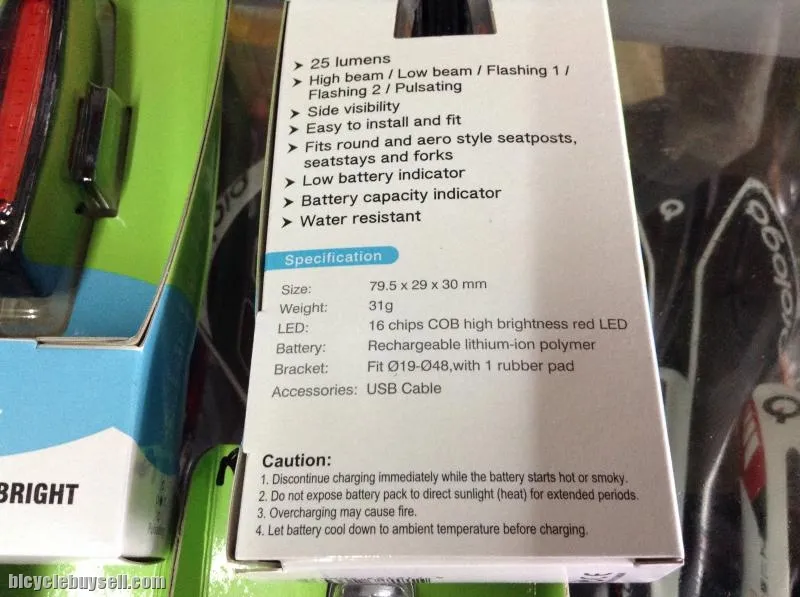 ➤ 25 lumens
➤ High beam / Low beam / Flashing 1 /
Flashing 2 / Pulsating
➤ Side visibility
➤ Easy to install and fit
➤ Fits round and aero style seatposts,
seatstays and forks
➤ Low battery indicator
➤ Battery capacity indicator
➤ Water resistant
Specification
Size: 79.5 x 29 x 30 mm
Weight: 31g
LED: 16 chips COB high brightness red LED
Battery: Rechargeable lithium-ion polymer
Bracket: Fit Ø19-Ø48,with 1 rubber pad
Accessories: USB Cable
Caution:
1. Discontinue charging immediately while the battery starts hot or smoky.
2. Do not expose battery pack to direct sunlight (heat) for extended periods.
3. Overcharging may cause fire.
4. Let battery cool down to ambient temperature before charging.
BRIGHT
bicyclebuysell.com